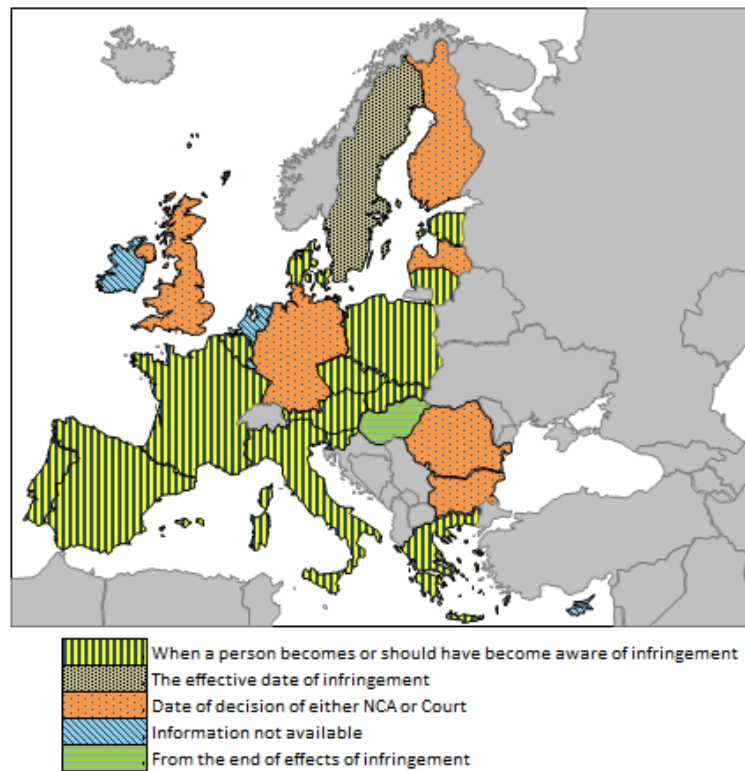 When a person becomes or should have become aware of infringement
The effective date of infringement
Date of decision of either NCA or Court
Information not available
From the end of effects of infringement